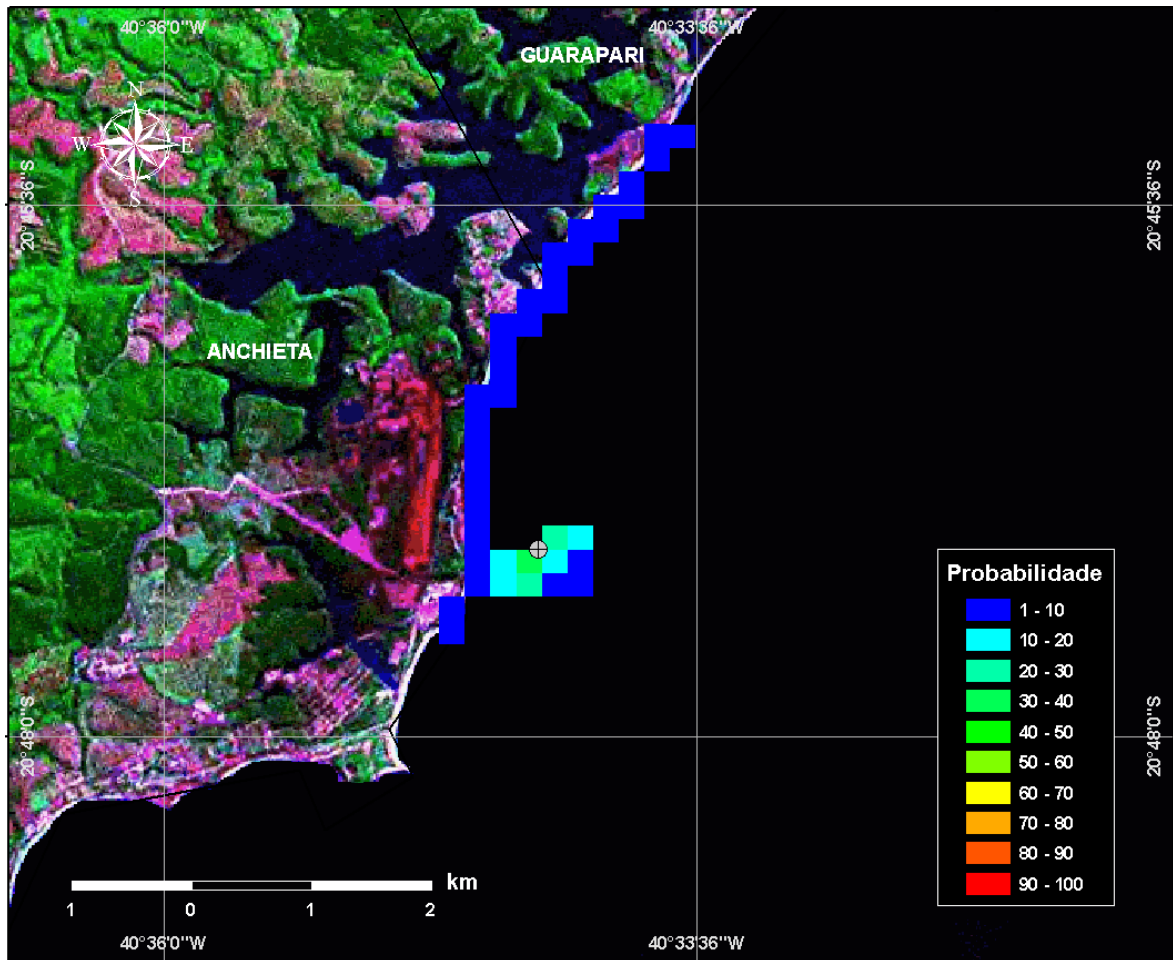 40°36'0"W
40°33'36"W
GUARAPARI
N
W
E
S
20°45'36"S
20°45'36"S
ANCHIETA
Probabilidade
1 - 10
10 - 20
20 - 30
30 - 40
40 - 50
50 - 60
60 - 70
70 - 80
80 - 90
90 - 100
20°48'0"S
20°48'0"S
km
1 0 1 2
40°36'0"W
40°33'36"W